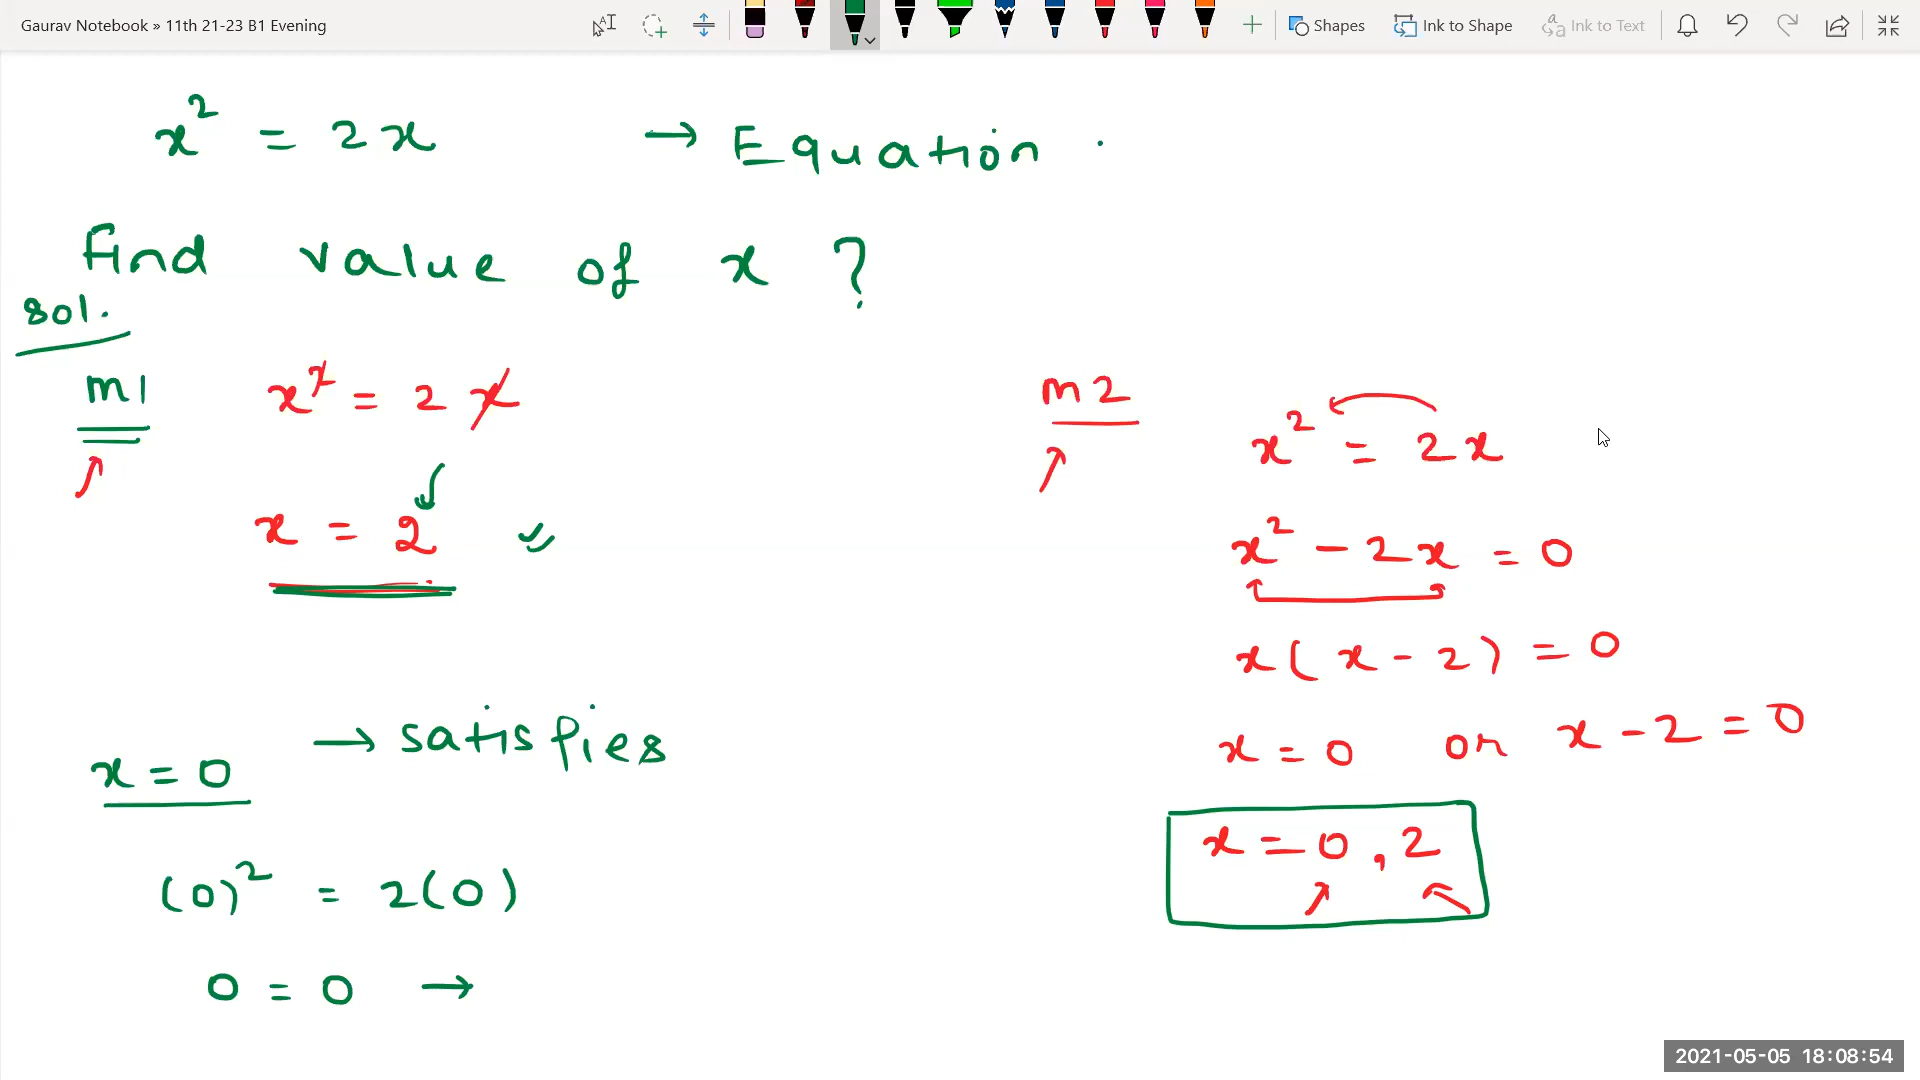 Gaurav Notebook » 11th 21-23 B1 Evening
Shapes
Ink to Shape
Ink to Text
x² = 2x → Equation.
Find value of x ?
sol.
m1
x² = 2x
x = 2
x = 0 → satisfies
(0)² = 2(0)
0 = 0 →
m2
x² = 2x
x² - 2x = 0
x(x - 2) = 0
x = 0 or x - 2 = 0
x = 0, 2
2021-05-05 18:08:54